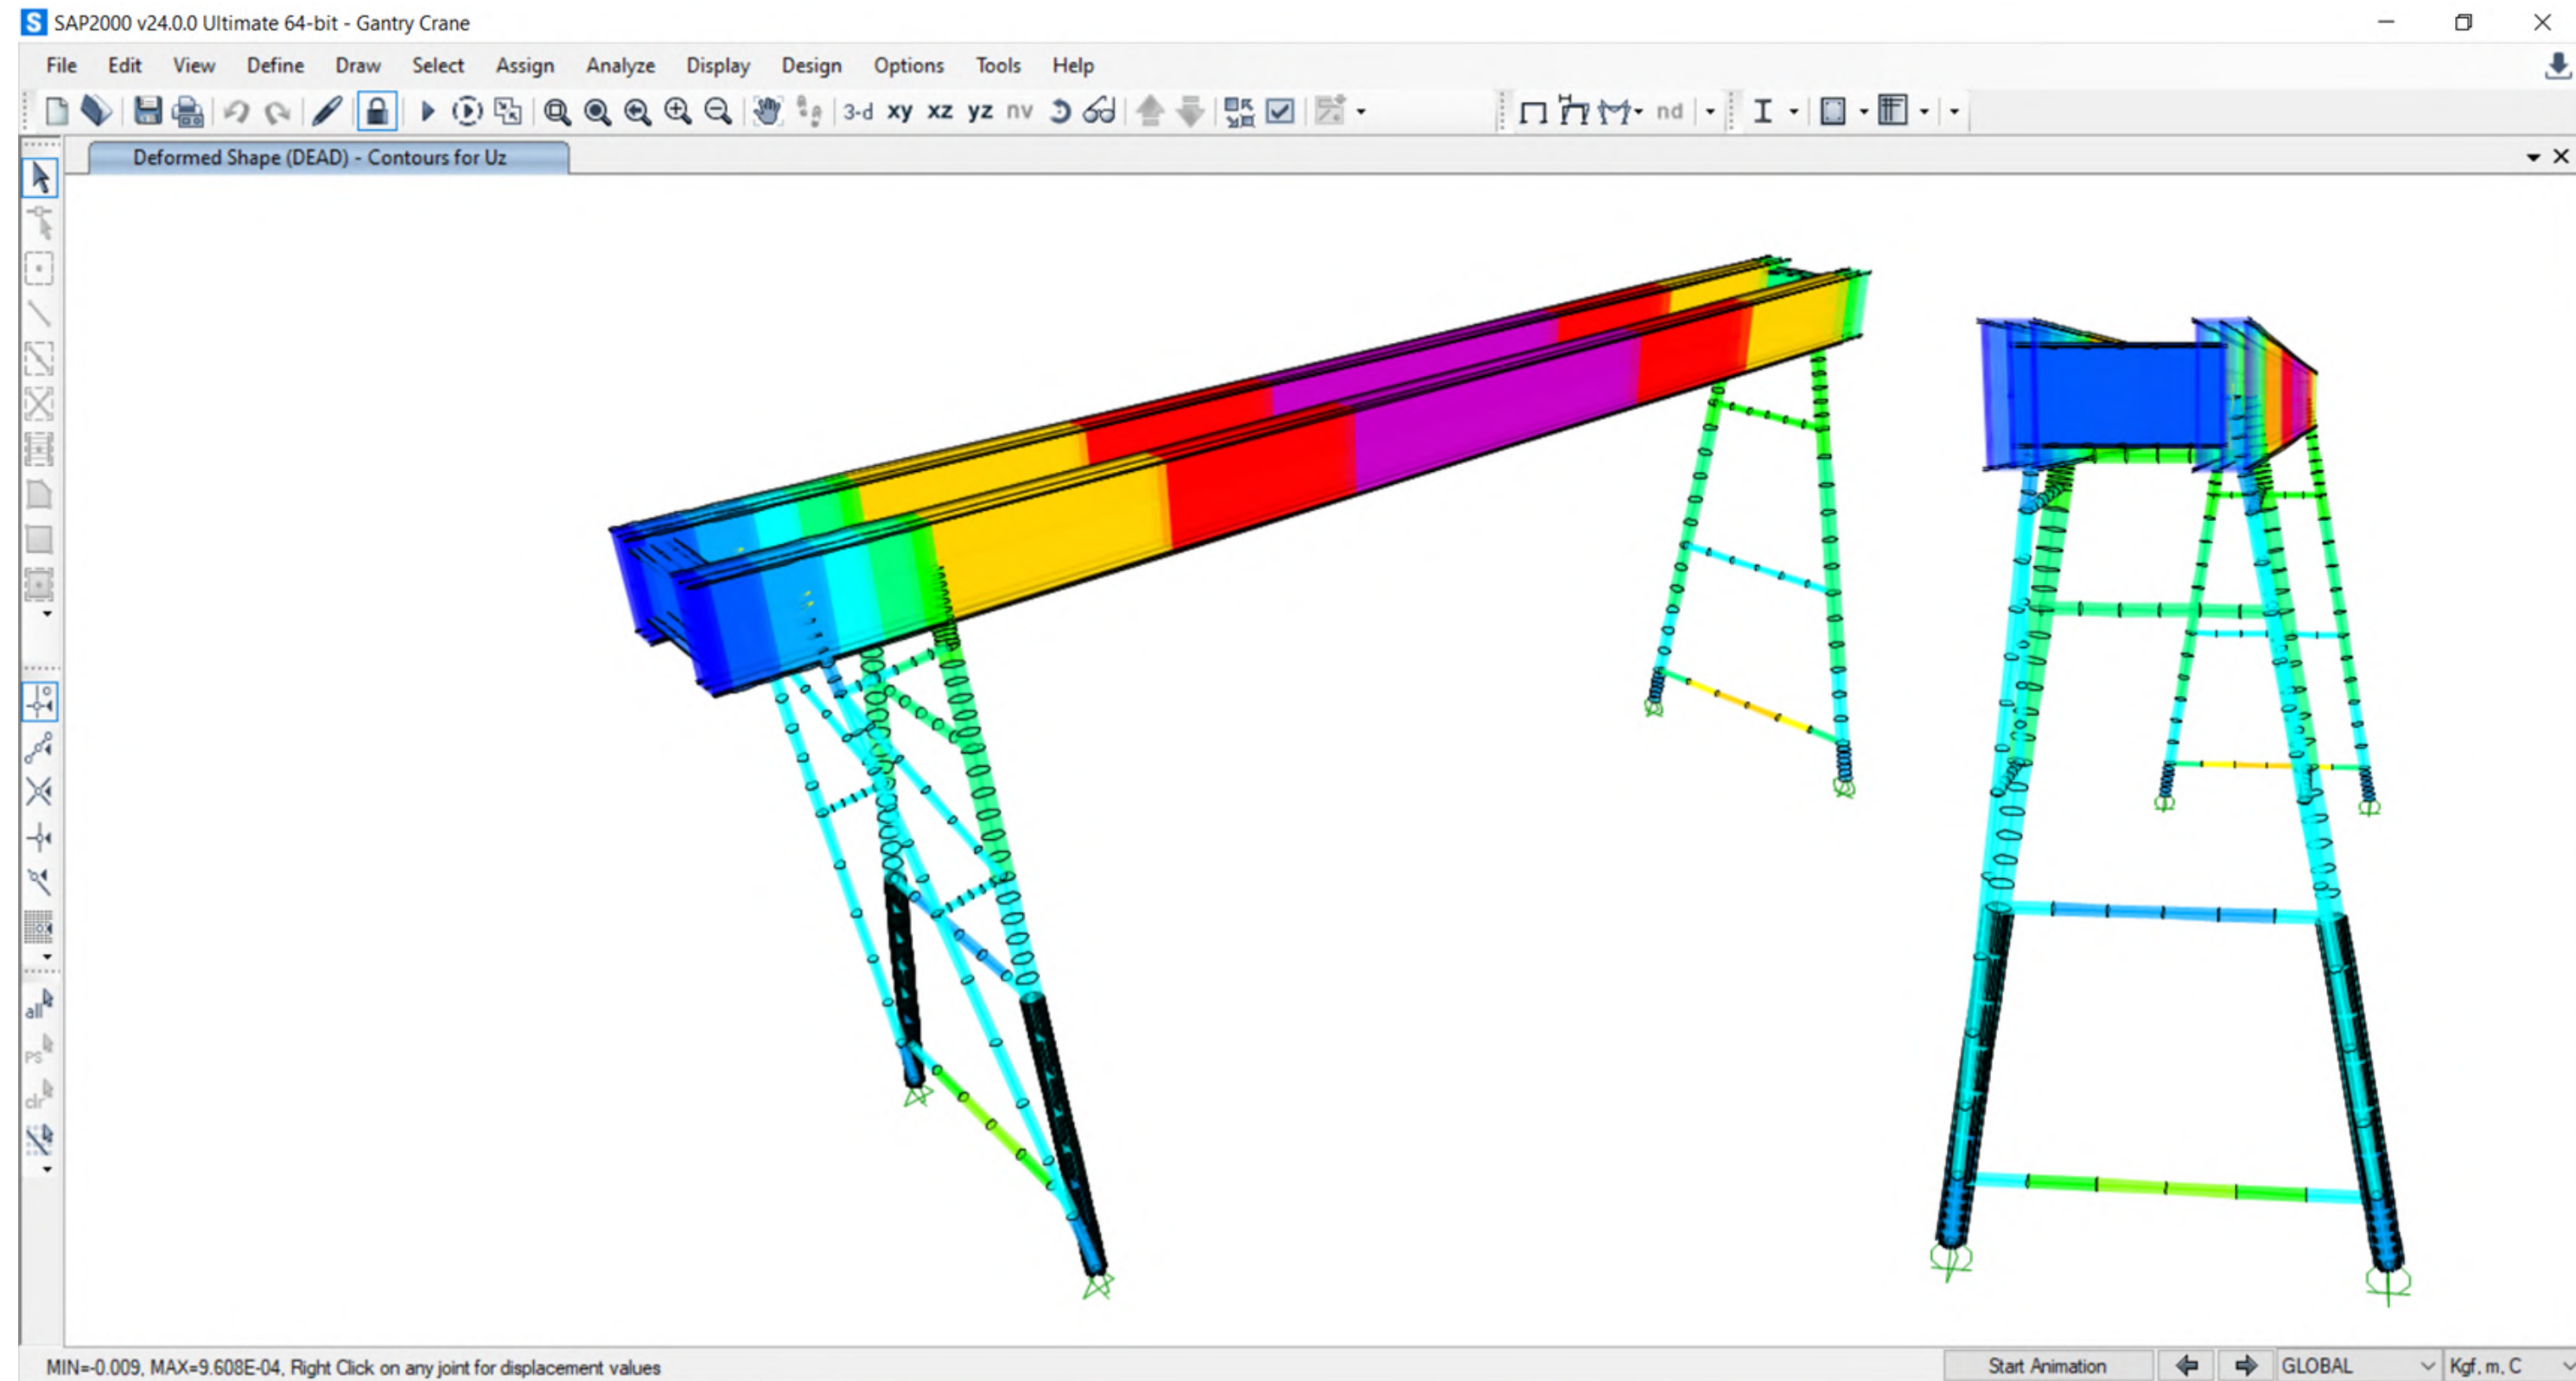 SAP2000 v24.0.0 Ultimate 64-bit - Gantry Crane
File Edit View Define Draw Select Assign Analyze Display Design Options Tools Help
3-d xy xz yz nv nd
Deformed Shape (DEAD) - Contours for Uz
all
ps
clr
MIN=-0.009, MAX=9.608E-04, Right Click on any joint for displacement values
Start Animation GLOBAL Kgf, m, C